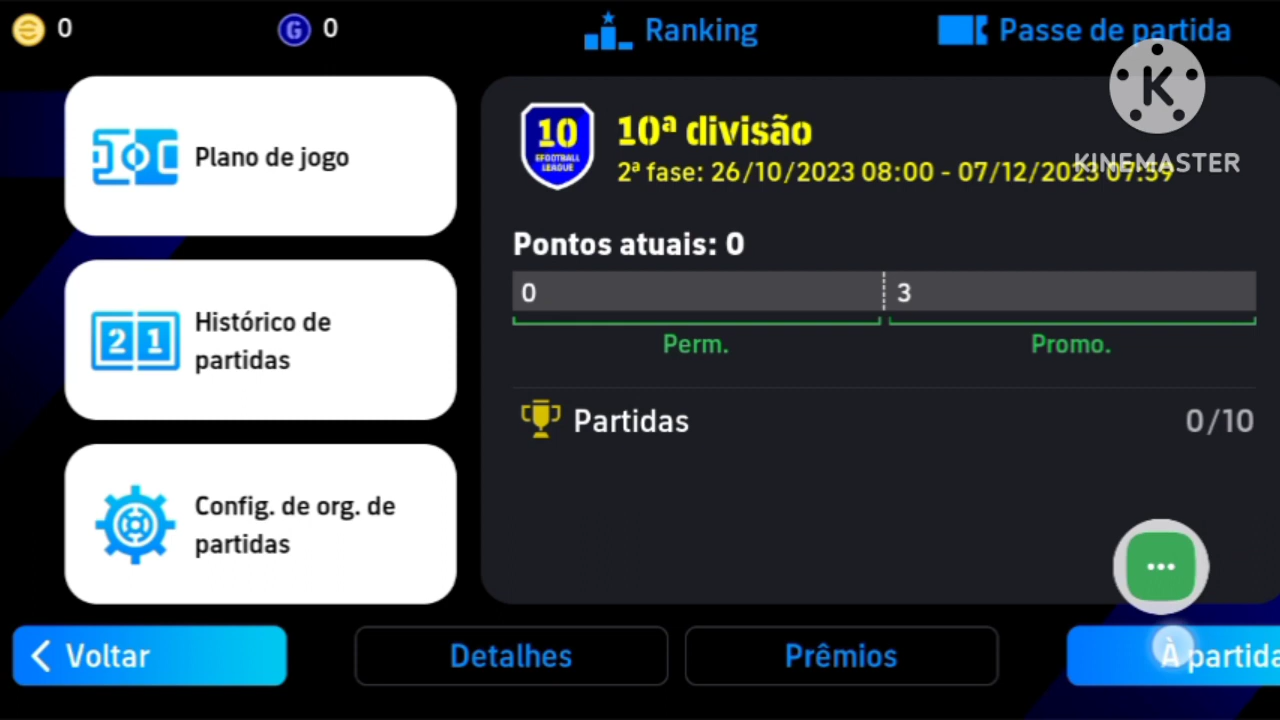 0
G
0
Ranking
Passe de partida
K
KINEMASTER
Plano de jogo
10
EFOOTBALL
LEAGUE
10ª divisão
2ª fase: 26/10/2023 08:00 - 07/12/2023 07:59
Pontos atuais: 0
0
3
Perm.
Promo.
2 1
Histórico de
partidas
Partidas
0/10
Config. de org. de
partidas
Voltar
Detalhes
Prêmios
À partida